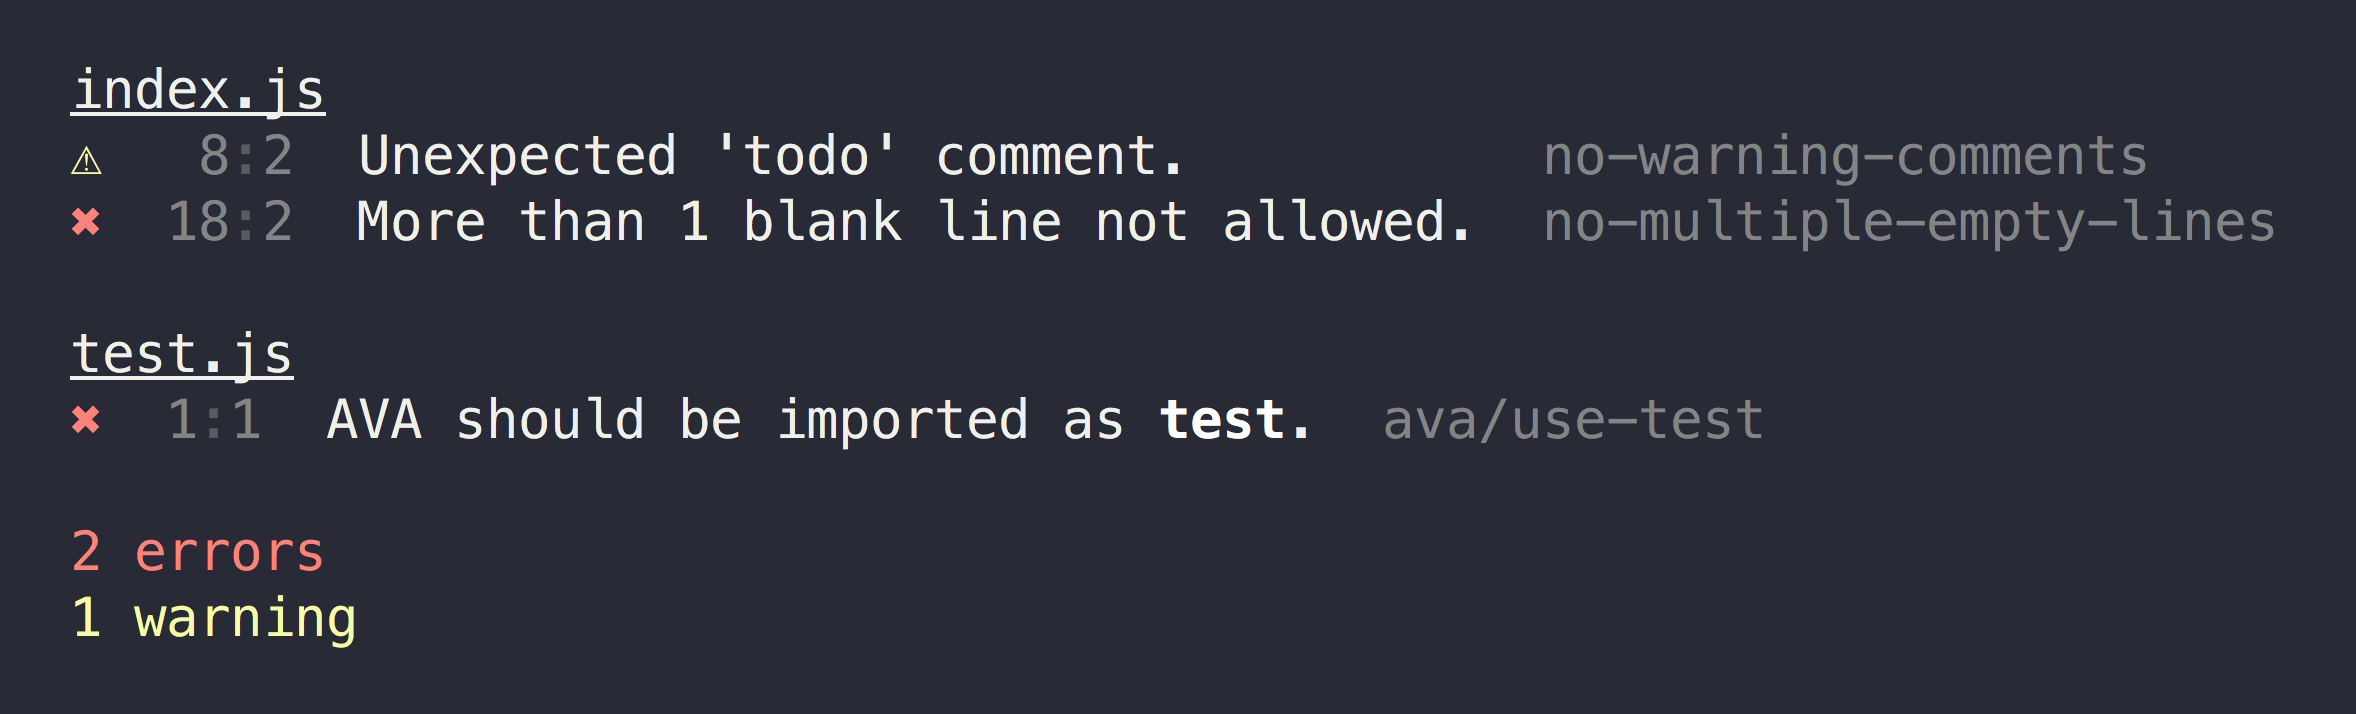 index.js
⚠ 8:2 Unexpected 'todo' comment. no-warning-comments
✖ 18:2 More than 1 blank line not allowed. no-multiple-empty-lines
test.js
✖ 1:1 AVA should be imported as test. ava/use-test
2 errors
1 warning